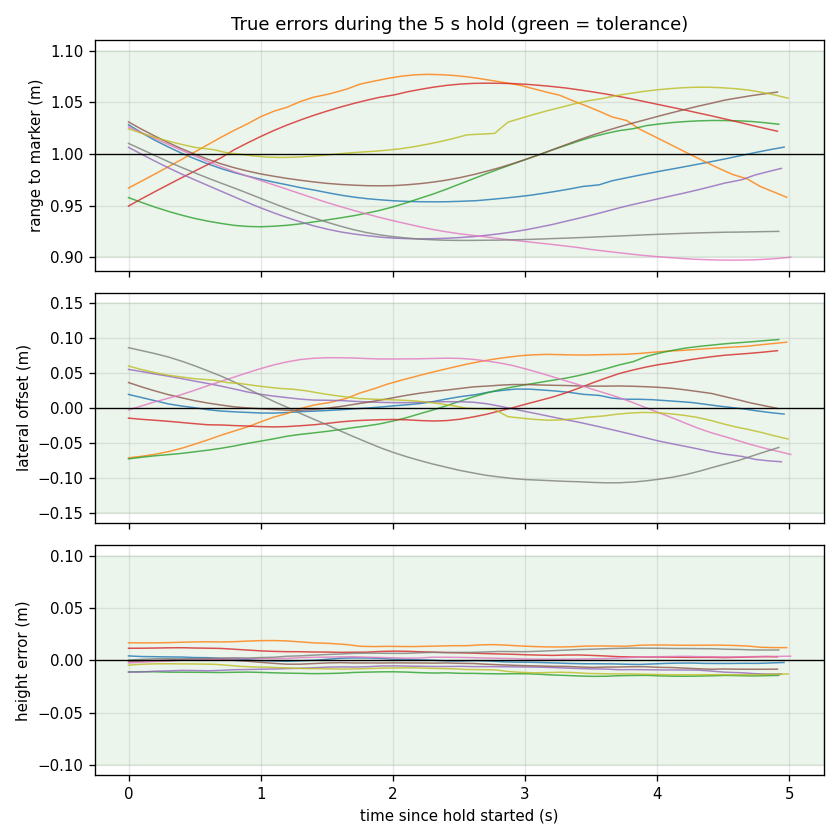 True errors during the 5 s hold (green = tolerance)
1.10
1.05
1.00
0.95
0.90
range to marker (m)
0.15
0.10
0.05
0.00
−0.05
−0.10
−0.15
lateral offset (m)
0.10
0.05
0.00
−0.05
−0.10
height error (m)
0 1 2 3 4 5
time since hold started (s)